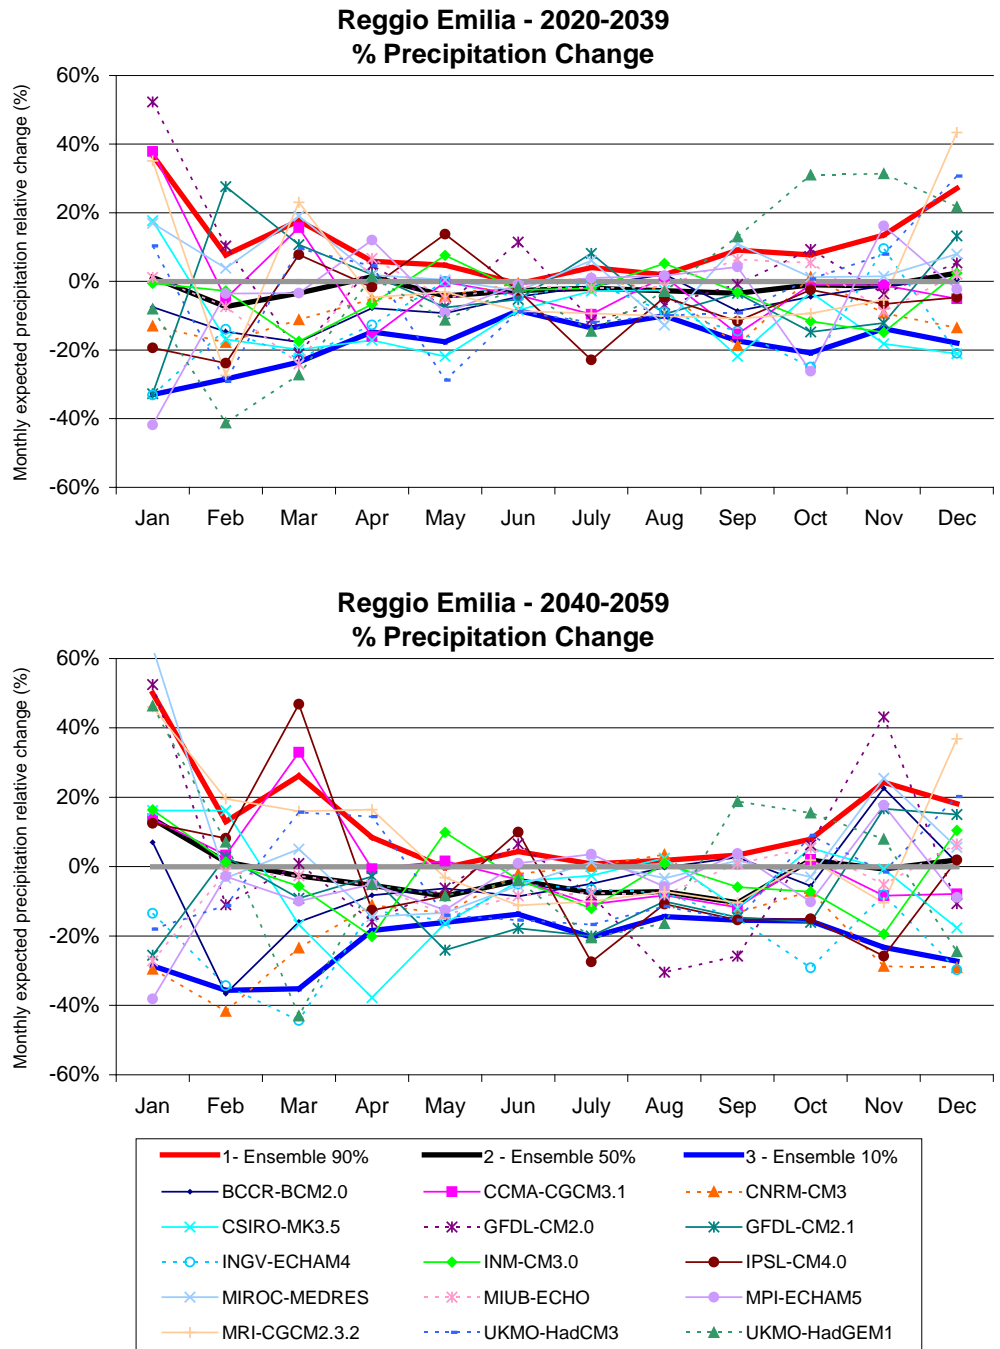 Reggio Emilia - 2020-2039
% Precipitation Change
Monthly expected precipitation relative change (%)
60%
40%
20%
0%
-20%
-40%
-60%
Jan Feb Mar Apr May Jun July Aug Sep Oct Nov Dec
Reggio Emilia - 2040-2059
% Precipitation Change
Monthly expected precipitation relative change (%)
60%
40%
20%
0%
-20%
-40%
-60%
Jan Feb Mar Apr May Jun July Aug Sep Oct Nov Dec
1- Ensemble 90% 2 - Ensemble 50% 3 - Ensemble 10%
BCCR-BCM2.0 CCMA-CGCM3.1 CNRM-CM3
CSIRO-MK3.5 GFDL-CM2.0 GFDL-CM2.1
INGV-ECHAM4 INM-CM3.0 IPSL-CM4.0
MIROC-MEDRES MIUB-ECHO MPI-ECHAM5
MRI-CGCM2.3.2 UKMO-HadCM3 UKMO-HadGEM1